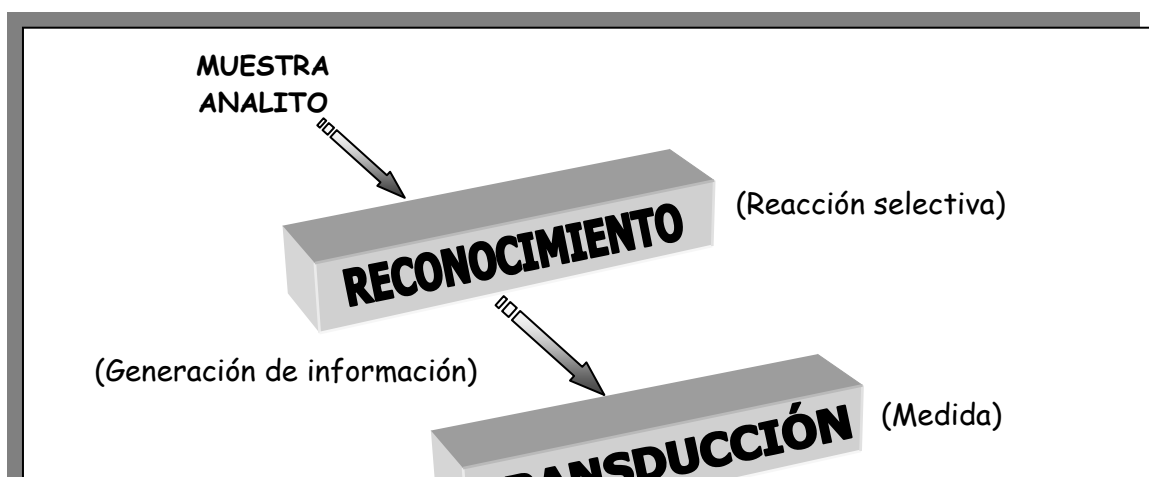 MUESTRA
ANALITO
(Reacción selectiva)
RECONOCIMIENTO
(Generación de información)
(Medida)